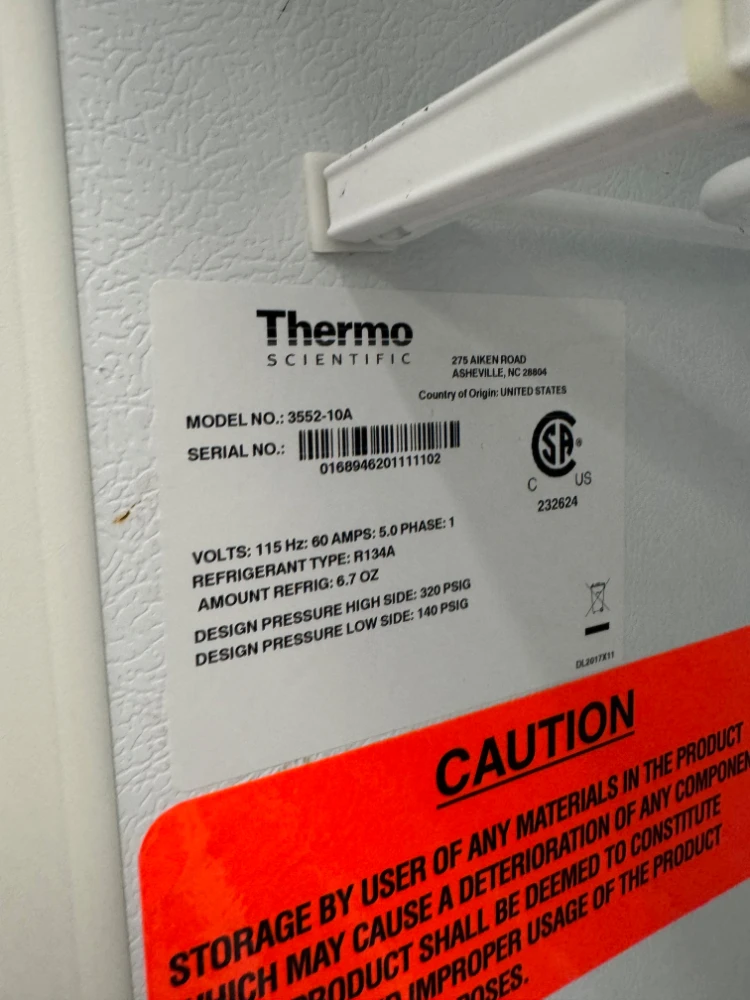 Thermo
SCIENTIFIC
275 AIKEN ROAD
ASHEVILLE, NC 28804
Country of Origin: UNITED STATES
MODEL NO.: 3552-10A
SERIAL NO.:
0168946201111102
SA
C US
232624
VOLTS: 115 Hz: 60 AMPS: 5.0 PHASE: 1
REFRIGERANT TYPE: R134A
AMOUNT REFRIG: 6.7 OZ
DESIGN PRESSURE HIGH SIDE: 320 PSIG
DESIGN PRESSURE LOW SIDE: 140 PSIG
DL2017X11
CAUTION
STORAGE BY USER OF ANY MATERIALS IN THE PRODUCT
WHICH MAY CAUSE A DETERIORATION OF ANY
PRODUCT SHALL BE DEEMED TO CONSTITUTE
IMPROPER USAGE OF THE PRODUCT